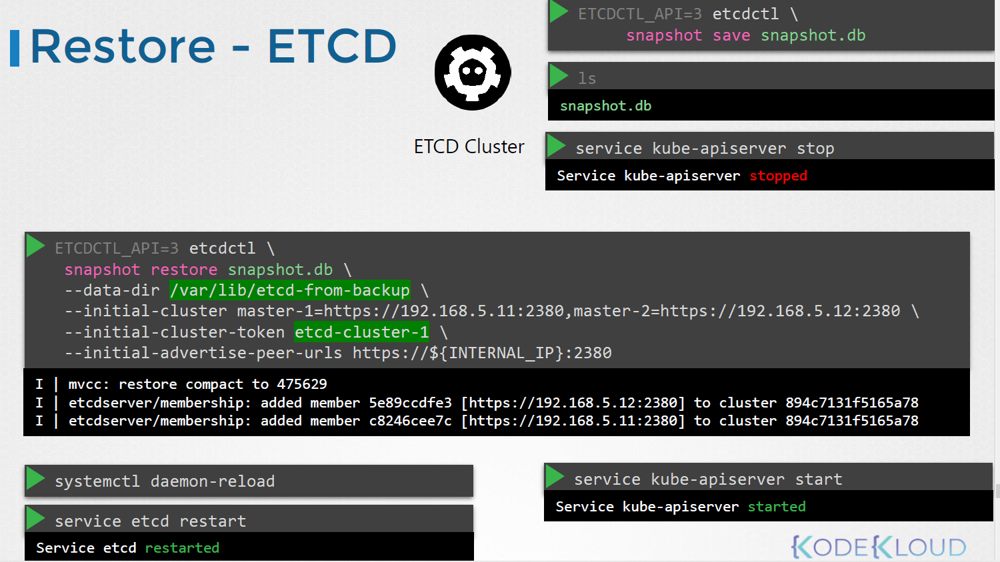 Restore - ETCD
ETCD Cluster
ETCDCTL_API=3 etcdctl \
snapshot save snapshot.db
ls
snapshot.db
service kube-apiserver stop
Service kube-apiserver stopped
ETCDCTL_API=3 etcdctl \
snapshot restore snapshot.db \
--data-dir /var/lib/etcd-from-backup \
--initial-cluster master-1=https://192.168.5.11:2380,master-2=https://192.168.5.12:2380 \
--initial-cluster-token etcd-cluster-1 \
--initial-advertise-peer-urls https://${INTERNAL_IP}:2380
I | mvcc: restore compact to 475629
I | etcdserver/membership: added member 5e89ccdfe3 [https://192.168.5.12:2380] to cluster 894c7131f5165a78
I | etcdserver/membership: added member c8246cee7c [https://192.168.5.11:2380] to cluster 894c7131f5165a78
systemctl daemon-reload
service etcd restart
Service etcd restarted
service kube-apiserver start
Service kube-apiserver started
KODEKLOUD